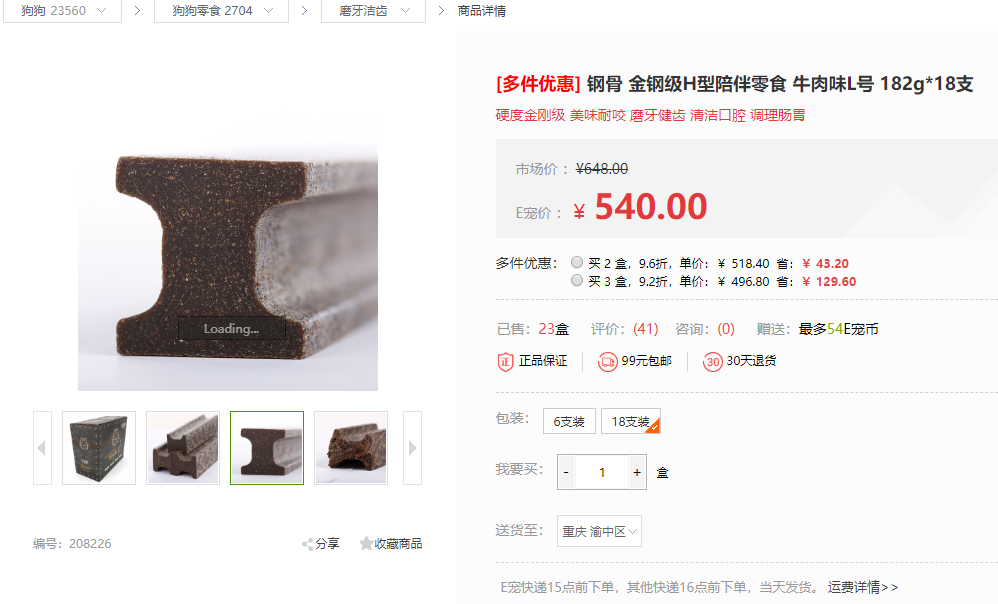 狗狗 23560
狗狗零食 2704
磨牙洁齿
商品详情
[多件优惠] 钢骨 金钢级H型陪伴零食 牛肉味L号 182g*18支
硬度金刚级 美味耐咬 磨牙健齿 清洁口腔 调理肠胃
市场价： ¥648.00
E宠价： ¥ 540.00
多件优惠： 买 2 盒，9.6折，单价：¥ 518.40 省：¥ 43.20
买 3 盒，9.2折，单价：¥ 496.80 省：¥ 129.60
Loading...
已售：23盒 评价：(41) 咨询：(0) 赠送：最多54E宠币
证 正品保证 99元包邮 30 30天退货
包装： 6支装 18支装
我要买： - 1 + 盒
送货至： 重庆 渝中区
编号：208226
分享 收藏商品
E宠快递15点前下单，其他快递16点前下单，当天发货。 运费详情>>